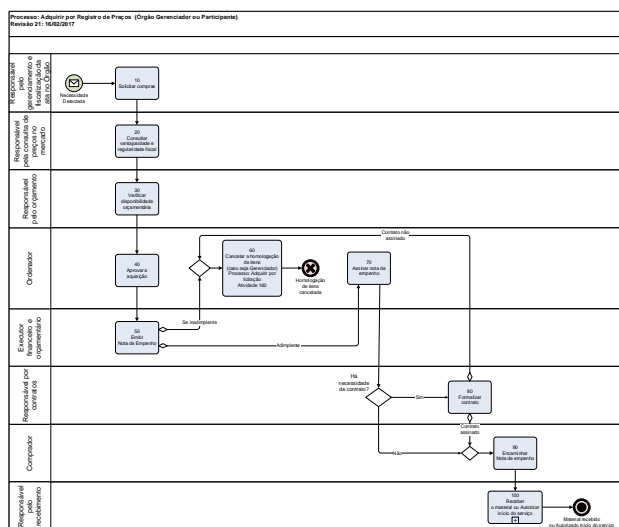 Processo: Adquirir por Registro de Preços (Órgão Gerenciador ou Participante)
Revisão 21: 16/02/2017
Responsável
pelo
gerenciamento e
fiscalização da
ata no Órgão
Necessidade
Detectada
10
Solicitar compras
Responsável
pela consulta de
preços no
mercado
20
Consultar
vantajosidade e
regularidade fiscal
Responsável
pelo orçamento
30
Verificar
disponibilidade
orçamentária
Ordenador
40
Aprovar a
aquisição
60
Cancelar a homologação
de itens
(caso seja Gerenciador)
Processo: Adquirir por
licitação
Atividade 160
Homologação
de itens
cancelada
70
Assinar nota de
empenho
Contrato não
assinado
Executor
financeiro e
orçamentário
50
Emitir
Nota de Empenho
Se inadimplente
Adimplente
Responsável por
contratos
Há
necessidade
de contrato?
Sim
80
Formalizar
contrato
Comprador
Não
Contrato
assinado
90
Encaminhar
Nota de empenho
Responsável
pelo
recebimento
100
Receber
o material ou Autorizar
início do serviço
Material recebido
ou Autorizado início do serviço